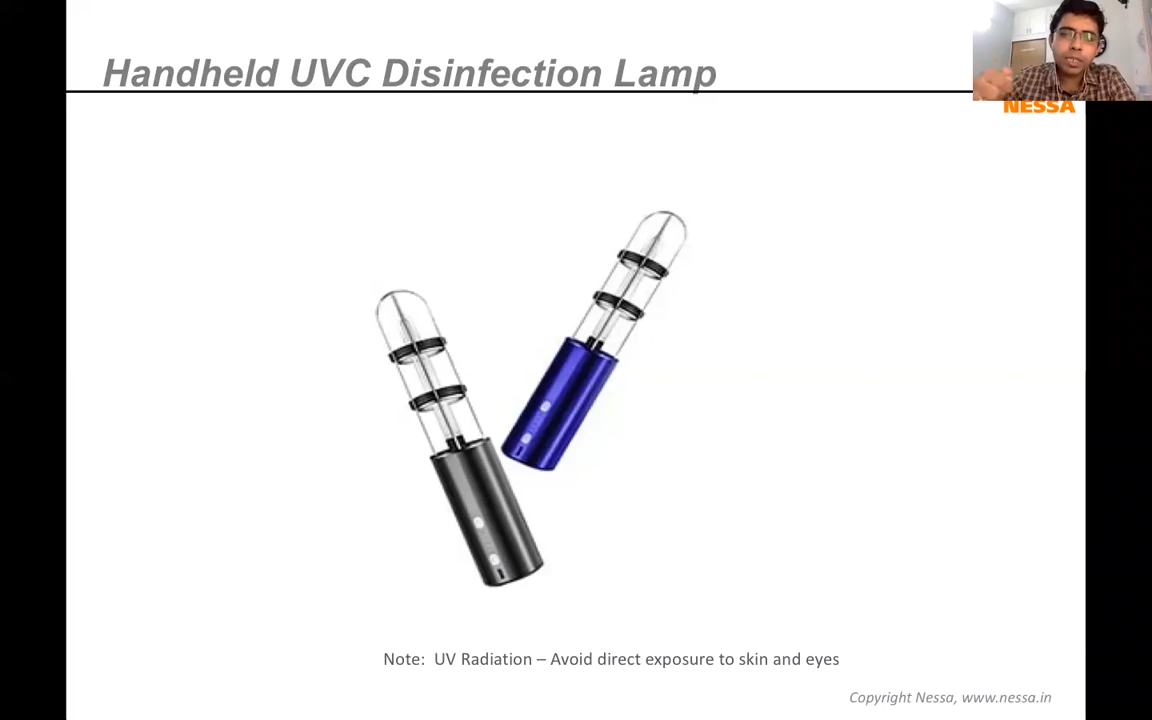 Handheld UVC Disinfection Lamp
NESSA
Note: UV Radiation – Avoid direct exposure to skin and eyes
Copyright Nessa, www.nessa.in